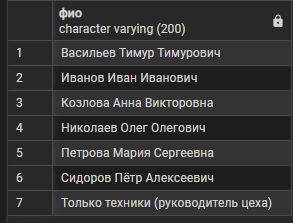 фио
character varying (200)
1 Васильев Тимур Тимурович
2 Иванов Иван Иванович
3 Козлова Анна Викторовна
4 Николаев Олег Олегович
5 Петрова Мария Сергеевна
6 Сидоров Пётр Алексеевич
7 Только техники (руководитель цеха)